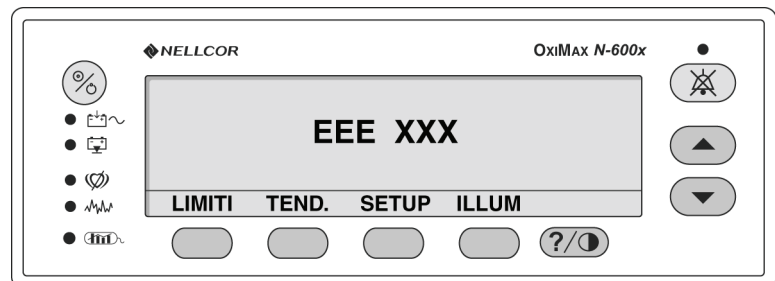 NELLCOR
OXIMAX N-600x
EEE XXX
LIMITI TEND. SETUP ILLUM
?/